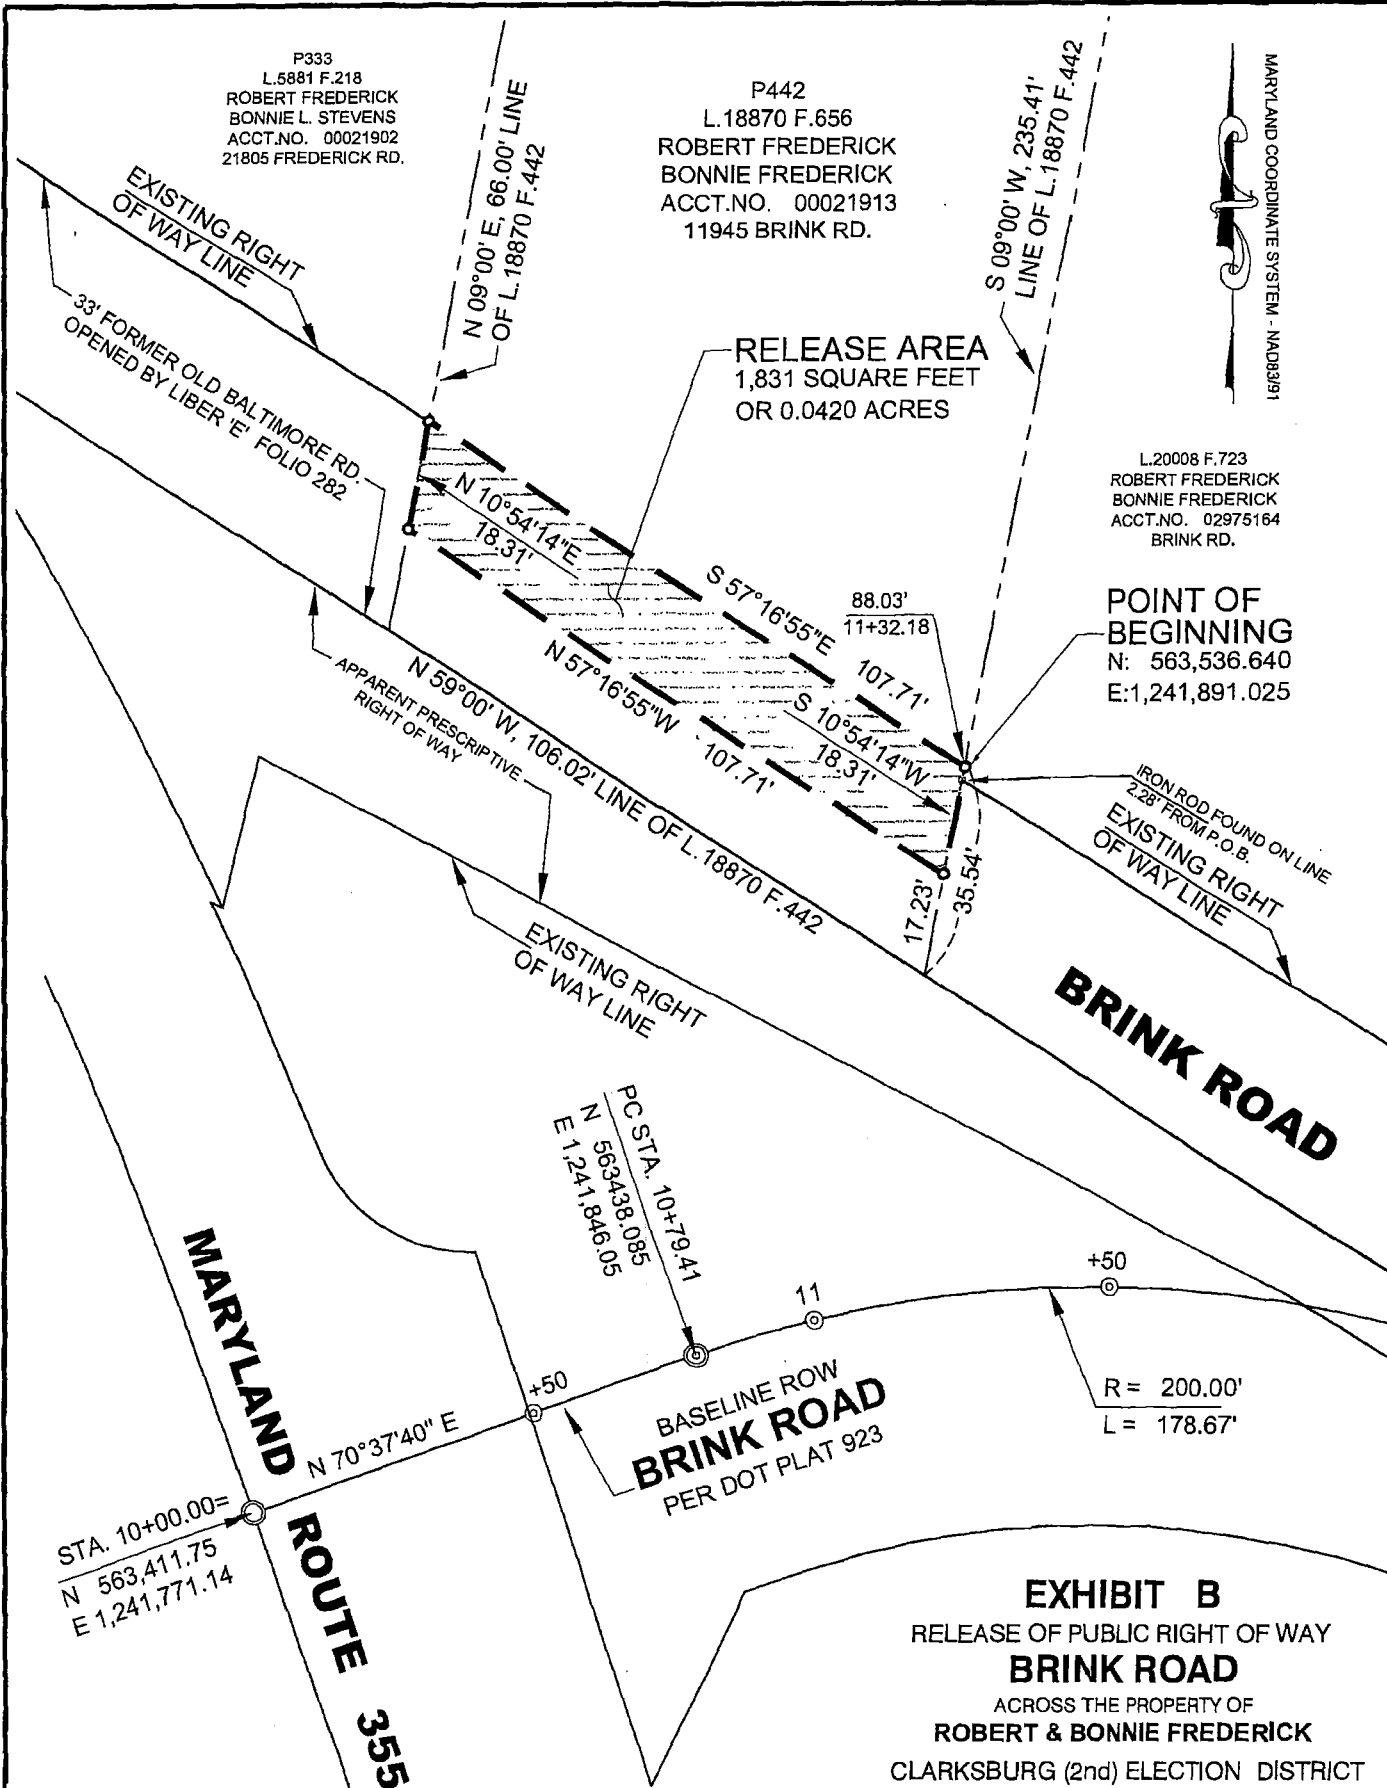 P333
L.5881 F.218
ROBERT FREDERICK
BONNIE L. STEVENS
ACCT.NO. 00021902
21805 FREDERICK RD.
P442
L.18870 F.656
ROBERT FREDERICK
BONNIE FREDERICK
ACCT.NO. 00021913
11945 BRINK RD.
MARYLAND COORDINATE SYSTEM - NAD83/91
N 09°00' E, 66.00' LINE
OF L.18870 F.442
S 09°00' W, 235.41'
LINE OF L.18870 F.442
EXISTING RIGHT
OF WAY LINE
33' FORMER OLD BALTIMORE RD.
OPENED BY LIBER 'E' FOLIO 282
RELEASE AREA
1,831 SQUARE FEET
OR 0.0420 ACRES
L.20008 F.723
ROBERT FREDERICK
BONNIE FREDERICK
ACCT.NO. 02975164
BRINK RD.
N 10°54'14"E
18.31'
S 57°16'55"E 107.71'
88.03'
11+32.18
POINT OF
BEGINNING
N: 563,536.640
E:1,241,891.025
N 57°16'55"W 107.71'
S 10°54'14"W
18.31'
APPARENT PRESCRIPTIVE
RIGHT OF WAY
N 59°00' W, 106.02' LINE OF L.18870 F.442
IRON ROD FOUND ON LINE
2.28' FROM P.O.B.
EXISTING RIGHT
OF WAY LINE
17.23'
35.54'
EXISTING RIGHT
OF WAY LINE
BRINK ROAD
PC STA. 10+79.41
N 563438.085
E 1,241,846.05
+50
11
+50
R = 200.00'
L = 178.67'
BASELINE ROW
BRINK ROAD
PER DOT PLAT 923
N 70°37'40" E
STA. 10+00.00=
N 563,411.75
E 1,241,771.14
MARYLAND ROUTE 355
EXHIBIT B
RELEASE OF PUBLIC RIGHT OF WAY
BRINK ROAD
ACROSS THE PROPERTY OF
ROBERT & BONNIE FREDERICK
CLARKSBURG (2nd) ELECTION DISTRICT